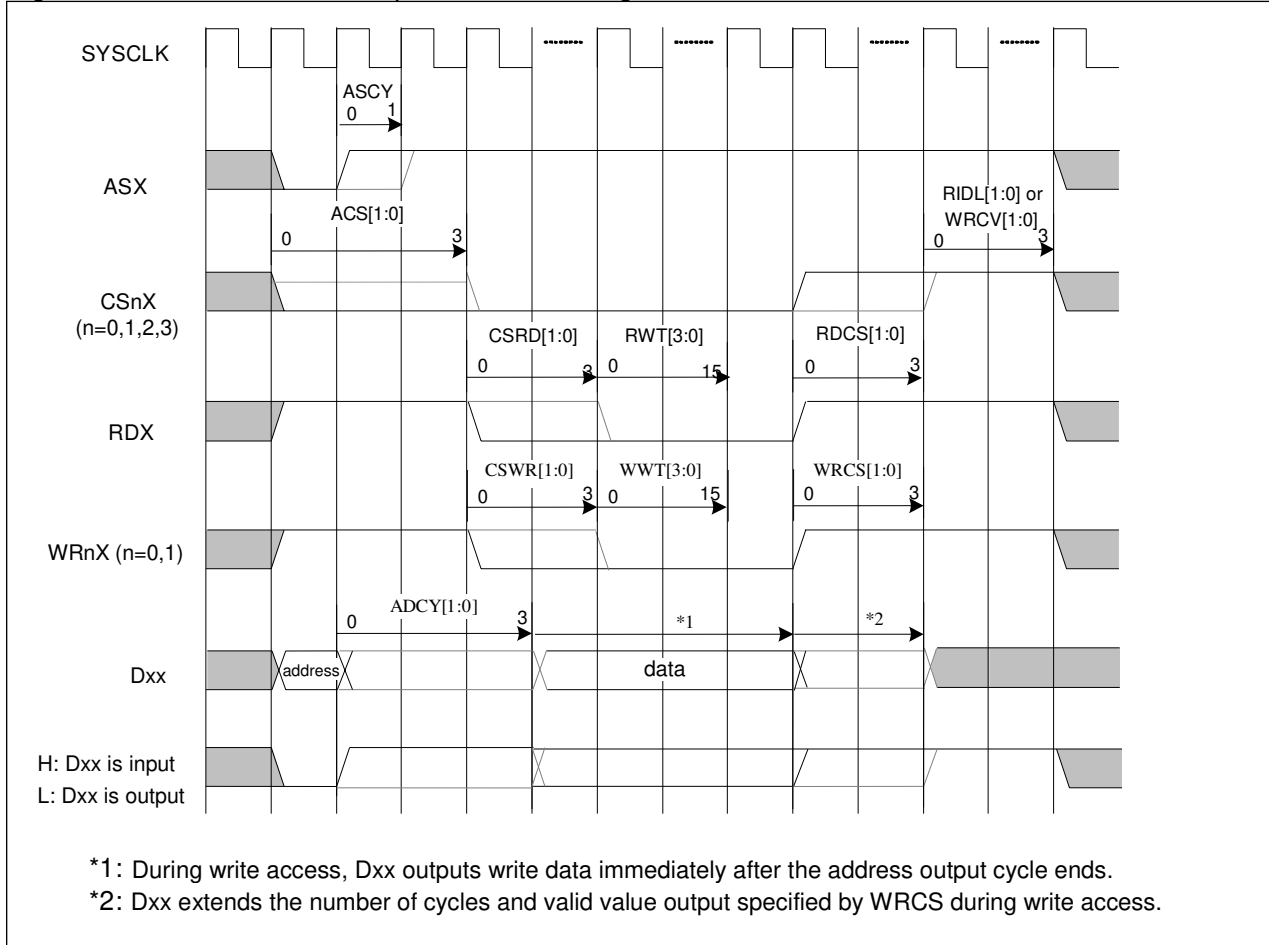 SYSCLK
ASCY
0 1
ASX
ACS[1:0]
0 3
RIDL[1:0] or
WRCV[1:0]
0 3
CSnX
(n=0,1,2,3)
CSRD[1:0] RWT[3:0] RDCS[1:0]
0 3 0 15 0 3
RDX
CSWR[1:0] WWT[3:0] WRCS[1:0]
0 3 0 15 0 3
WRnX (n=0,1)
ADCY[1:0]
0 3 *1 *2
Dxx address data
H: Dxx is input
L: Dxx is output
*1: During write access, Dxx outputs write data immediately after the address output cycle ends.
*2: Dxx extends the number of cycles and valid value output specified by WRCS during write access.